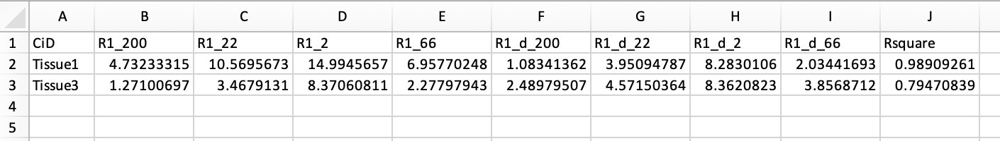 A B C D E F G H I J
1 CiD R1_200 R1_22 R1_2 R1_66 R1_d_200 R1_d_22 R1_d_2 R1_d_66 Rsquare
2 Tissue1 4.73233315 10.5695673 14.9945657 6.95770248 1.08341362 3.95094787 8.2830106 2.03441693 0.98909261
3 Tissue3 1.27100697 3.4679131 8.37060811 2.27797943 2.48979507 4.57150364 8.3620823 3.8568712 0.79470839
4
5